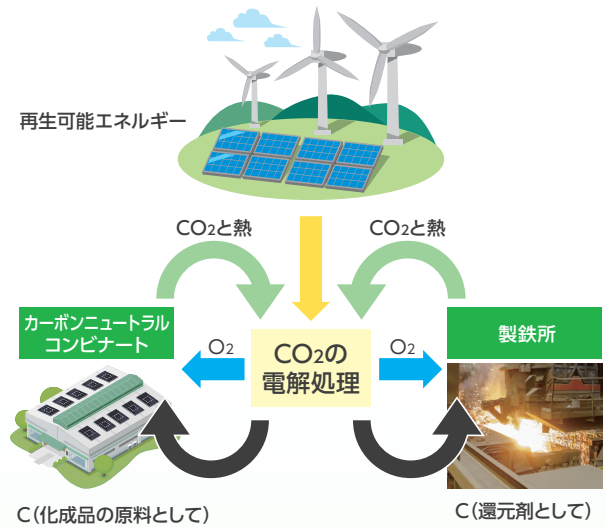 再生可能エネルギー
CO2と熱
CO2と熱
カーボンニュートラル
コンビナート
O2
CO2の
電解処理
O2
製鉄所
C(化成品の原料として)
C(還元剤として)